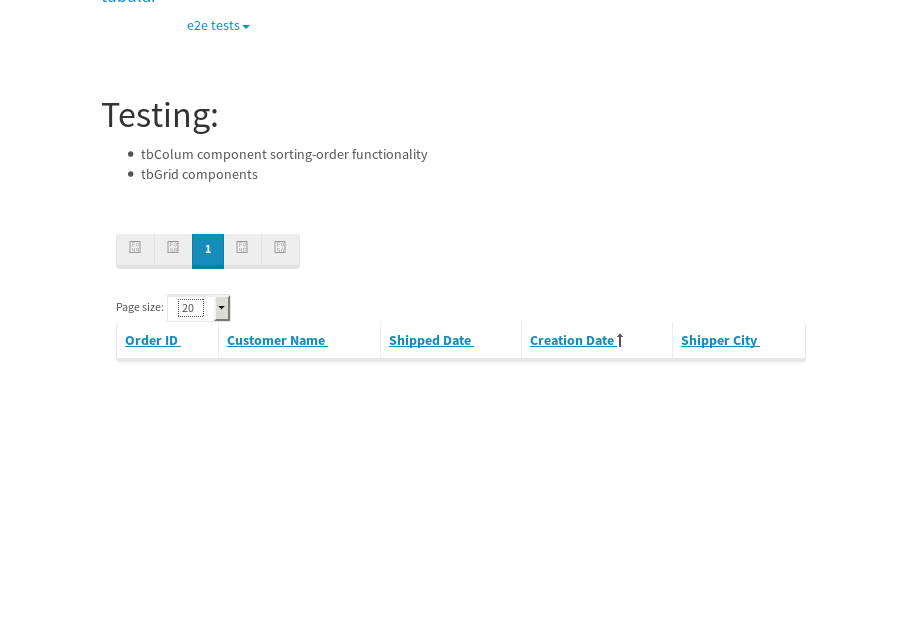 tubular
e2e tests
Testing:
tbColum component sorting-order functionality
tbGrid components
1
Page size: 20
Order ID Customer Name Shipped Date Creation Date Shipper City